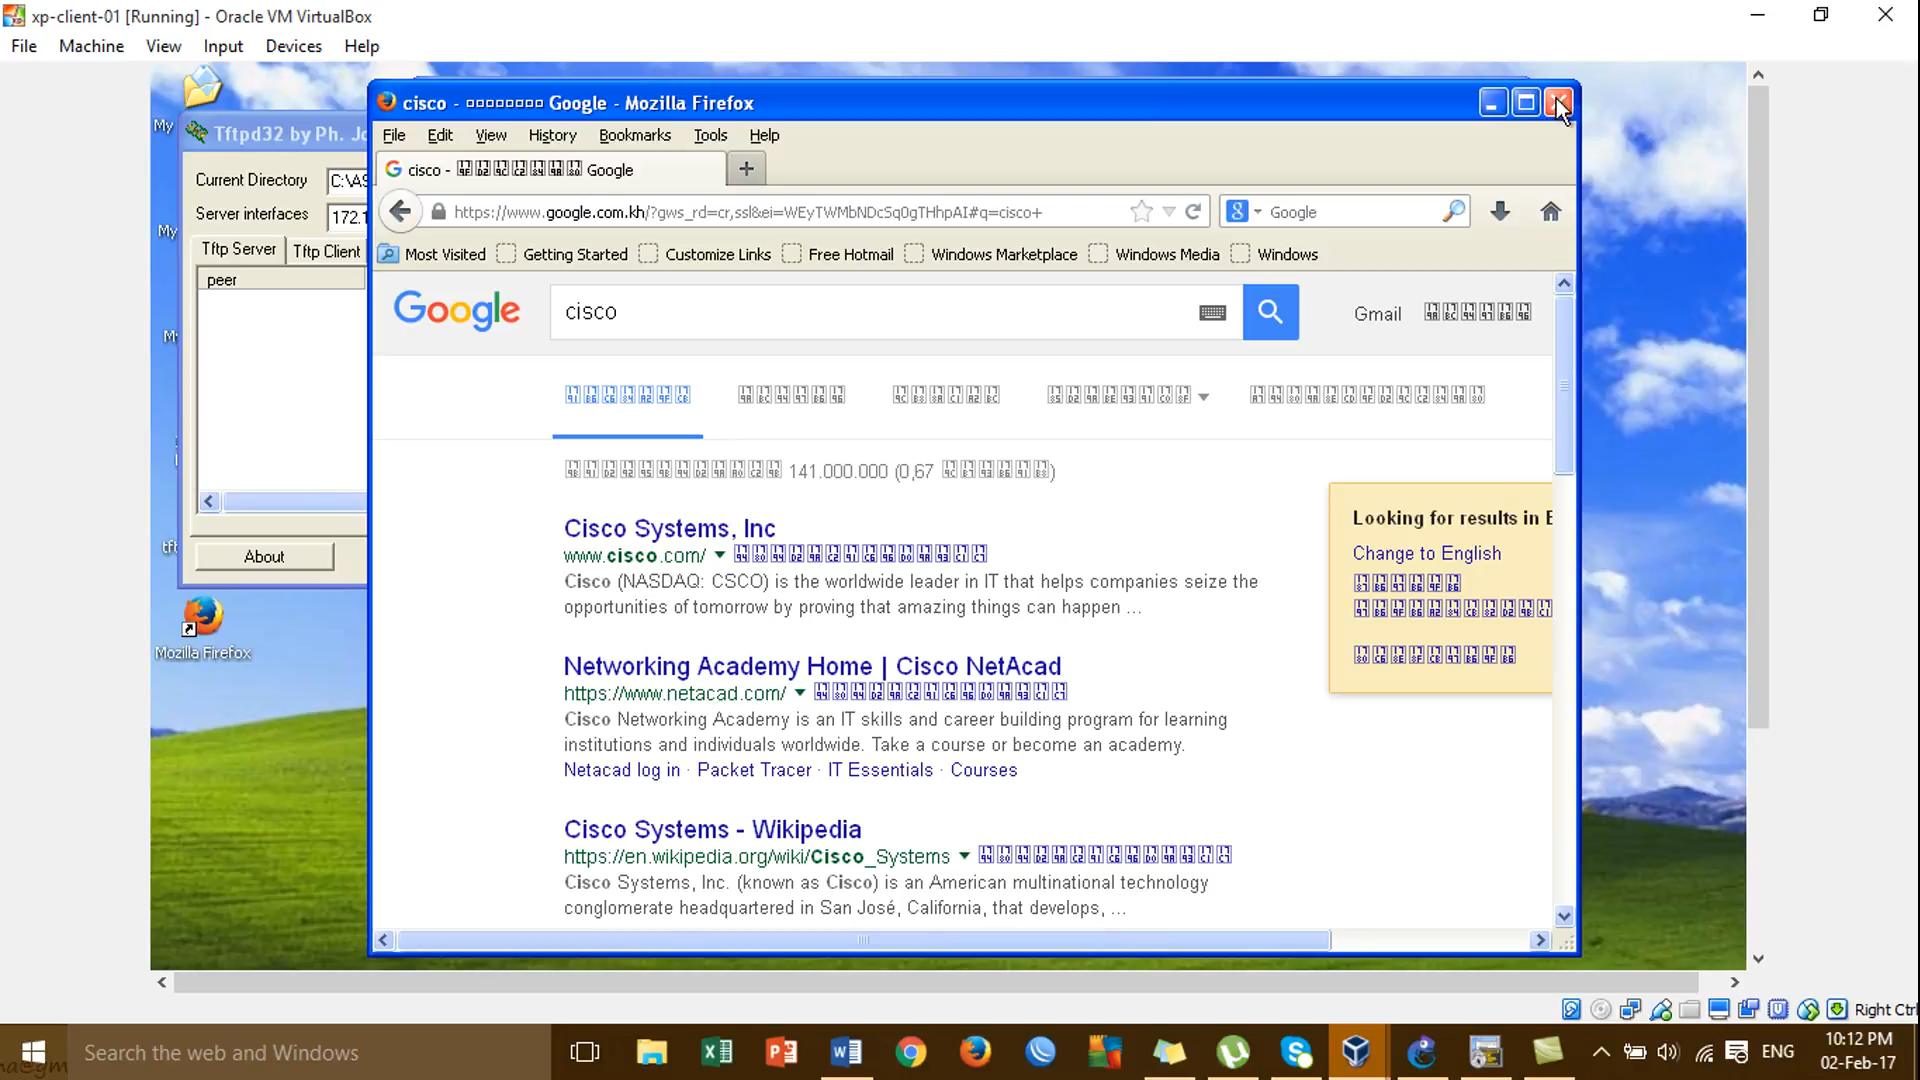 xp-client-01 [Running] - Oracle VM VirtualBox
File Machine View Input Devices Help
My
Tftpd32 by Ph. Jo
Current Directory C:\AS
Server interfaces 172.1
Tftp Server Tftp Client
peer
About
My
tft
Mozilla Firefox
cisco - Google - Mozilla Firefox
File Edit View History Bookmarks Tools Help
cisco - Google
https://www.google.com.kh/?gws_rd=cr,ssl&ei=WEyTWMbNDcSq0gTHhpAI#q=cisco+
Google
Most Visited Getting Started Customize Links Free Hotmail Windows Marketplace Windows Media Windows
Google cisco Gmail
141.000.000 (0,67 )
Cisco Systems, Inc
www.cisco.com/
Cisco (NASDAQ: CSCO) is the worldwide leader in IT that helps companies seize the
opportunities of tomorrow by proving that amazing things can happen ...
Networking Academy Home | Cisco NetAcad
https://www.netacad.com/
Cisco Networking Academy is an IT skills and career building program for learning
institutions and individuals worldwide. Take a course or become an academy.
Netacad log in · Packet Tracer · IT Essentials · Courses
Cisco Systems - Wikipedia
https://en.wikipedia.org/wiki/Cisco_Systems
Cisco Systems, Inc. (known as Cisco) is an American multinational technology
conglomerate headquartered in San José, California, that develops, ...
Looking for results in E
Change to English
Right Ctrl
Search the web and Windows
ENG
10:12 PM
02-Feb-17